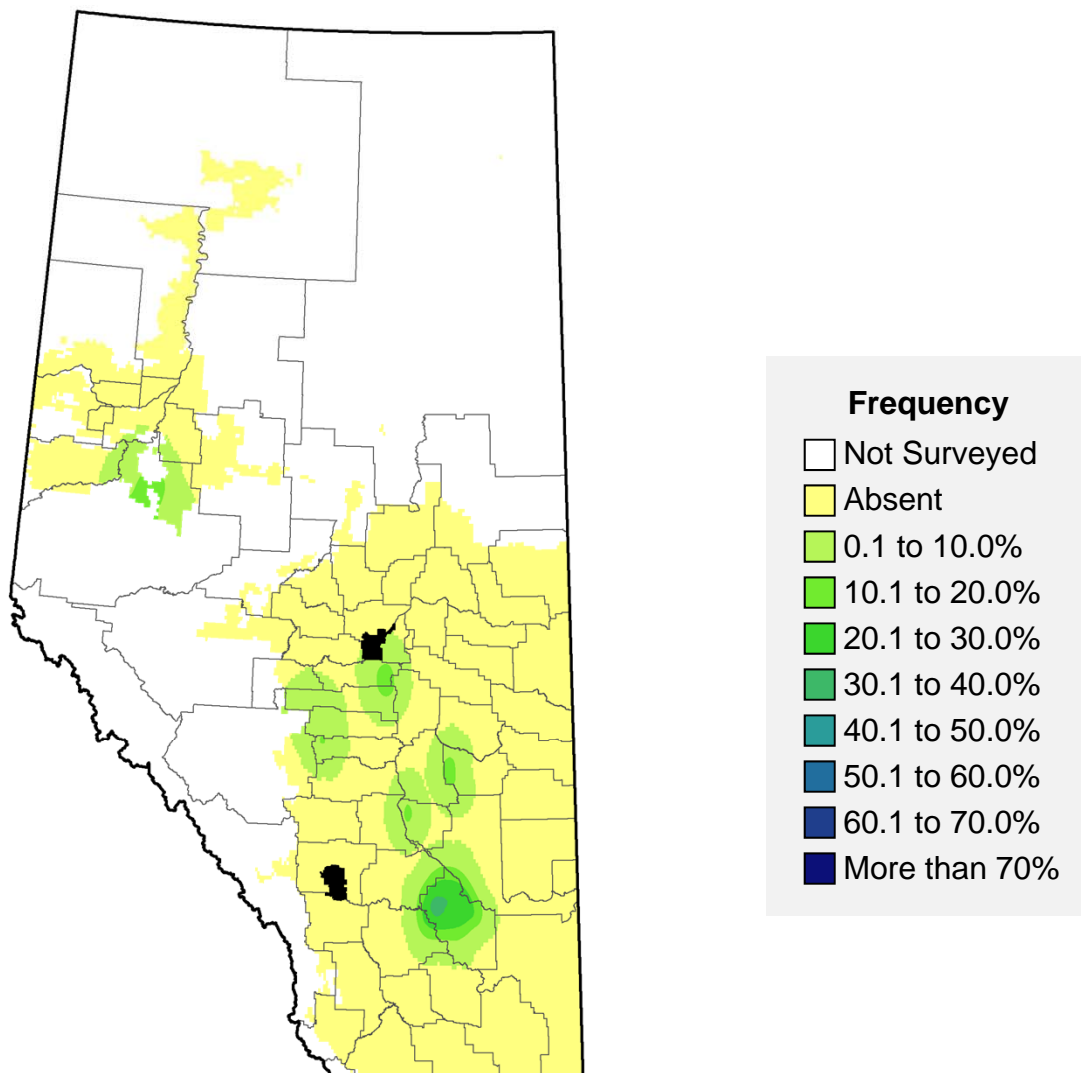 Frequency
Not Surveyed
Absent
0.1 to 10.0%
10.1 to 20.0%
20.1 to 30.0%
30.1 to 40.0%
40.1 to 50.0%
50.1 to 60.0%
60.1 to 70.0%
More than 70%